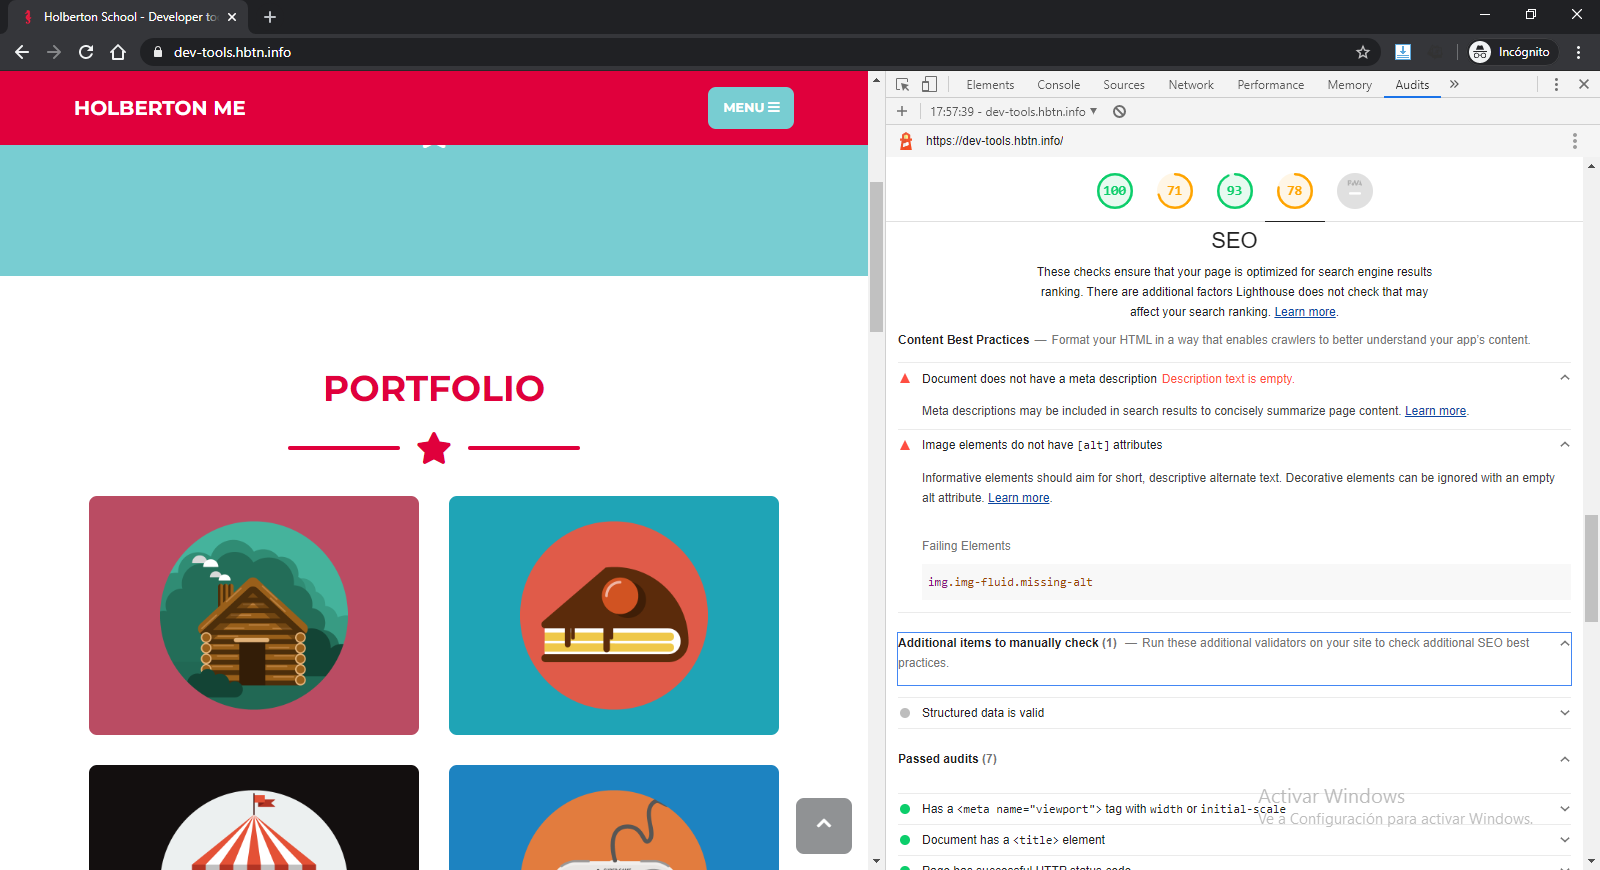 Holberton School - Developer to
dev-tools.hbtn.info
Incógnito
HOLBERTON ME
MENU
PORTFOLIO
Elements Console Sources Network Performance Memory Audits
17:57:39 - dev-tools.hbtn.info
https://dev-tools.hbtn.info/
100 71 93 78
SEO
These checks ensure that your page is optimized for search engine results
ranking. There are additional factors Lighthouse does not check that may
affect your search ranking. Learn more.
Content Best Practices — Format your HTML in a way that enables crawlers to better understand your app's content.
Document does not have a meta description Description text is empty.
Meta descriptions may be included in search results to concisely summarize page content. Learn more.
Image elements do not have [alt] attributes
Informative elements should aim for short, descriptive alternate text. Decorative elements can be ignored with an empty
alt attribute. Learn more.
Failing Elements
img.img-fluid.missing-alt
Additional items to manually check (1) — Run these additional validators on your site to check additional SEO best
practices.
Structured data is valid
Passed audits (7)
Has a <meta name="viewport"> tag with width or initial-scale
Document has a <title> element
Page has successful HTTP status code
Activar Windows
Ve a Configuración para activar Windows.